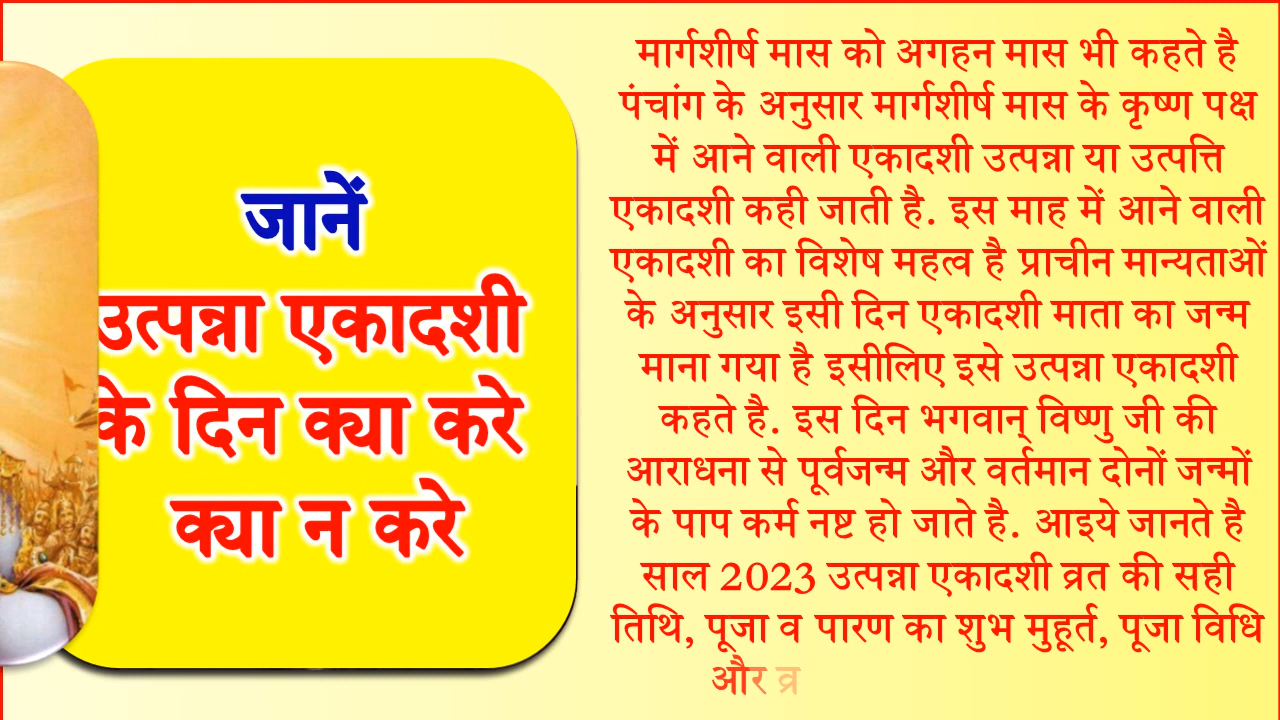 जानें
उत्पन्ना एकादशी
के दिन क्या करे
क्या न करे
मार्गशीर्ष मास को अगहन मास भी कहते है
पंचांग के अनुसार मार्गशीर्ष मास के कृष्ण पक्ष
में आने वाली एकादशी उत्पन्ना या उत्पत्ति
एकादशी कही जाती है. इस माह में आने वाली
एकादशी का विशेष महत्व है प्राचीन मान्यताओं
के अनुसार इसी दिन एकादशी माता का जन्म
माना गया है इसीलिए इसे उत्पन्ना एकादशी
कहते है. इस दिन भगवान् विष्णु जी की
आराधना से पूर्वजन्म और वर्तमान दोनों जन्मों
के पाप कर्म नष्ट हो जाते है. आइये जानते है
साल 2023 उत्पन्ना एकादशी व्रत की सही
तिथि, पूजा व पारण का शुभ मुहूर्त, पूजा विधि
और